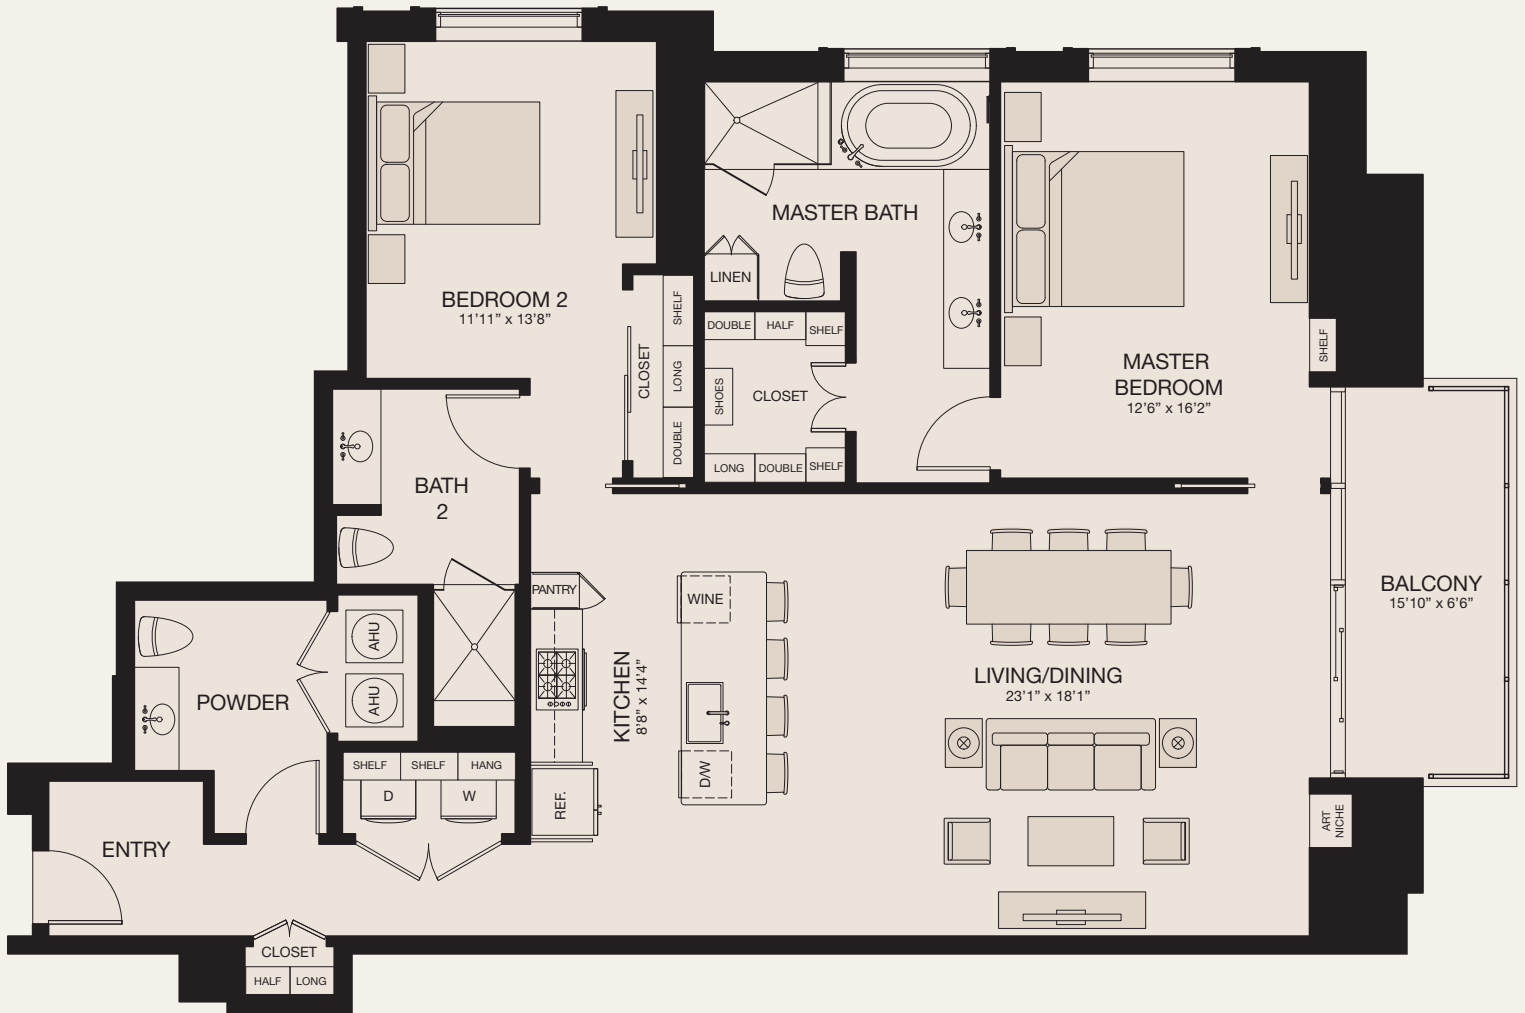 BEDROOM 2
11'11" x 13'8"
SHELF
LONG
DOUBLE
CLOSET
MASTER BATH
LINEN
DOUBLE
HALF
SHELF
SHOES
CLOSET
LONG
DOUBLE
SHELF
MASTER
BEDROOM
12'6" x 16'2"
SHELF
BATH
2
BALCONY
15'10" x 6'6"
PANTRY
WINE
KITCHEN
8'8" x 14'4"
D/W
REF.
LIVING/DINING
23'1" x 18'1"
ART
NICHE
AHU
AHU
POWDER
SHELF
SHELF
HANG
D
W
ENTRY
CLOSET
HALF
LONG